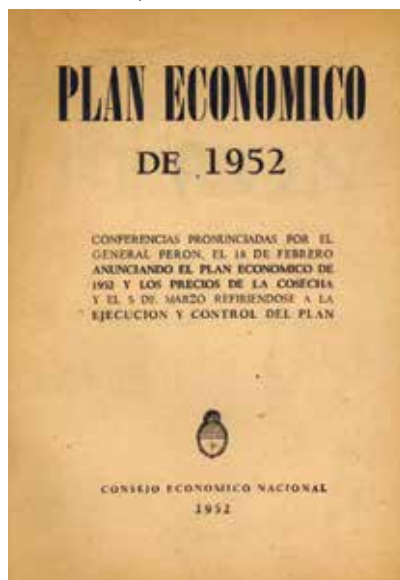 PLAN ECONOMICO
DE 1952
CONFERENCIAS PRONUNCIADAS POR EL
GENERAL PERON, EL 18 DE FEBRERO
ANUNCIANDO EL PLAN ECONOMICO DE
1952 Y LOS PRECIOS DE LA COSECHA
Y EL 5 DE MARZO REFIRIENDOSE A LA
EJECUCION Y CONTROL DEL PLAN
CONSEJO ECONOMICO NACIONAL
1952